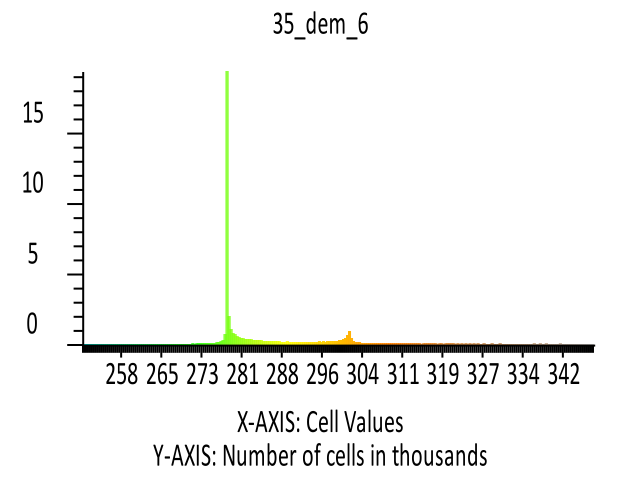 35_dem_6
15
10
5
0
258 265 273 281 288 296 304 311 319 327 334 342
X-AXIS: Cell Values
Y-AXIS: Number of cells in thousands